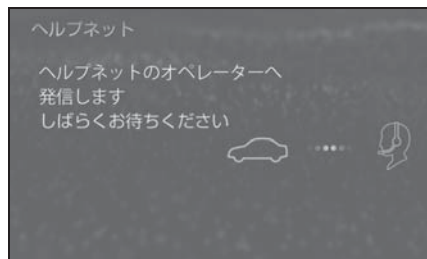 ヘルプネット
ヘルプネットのオペレーターへ
発信します
しばらくお待ちください